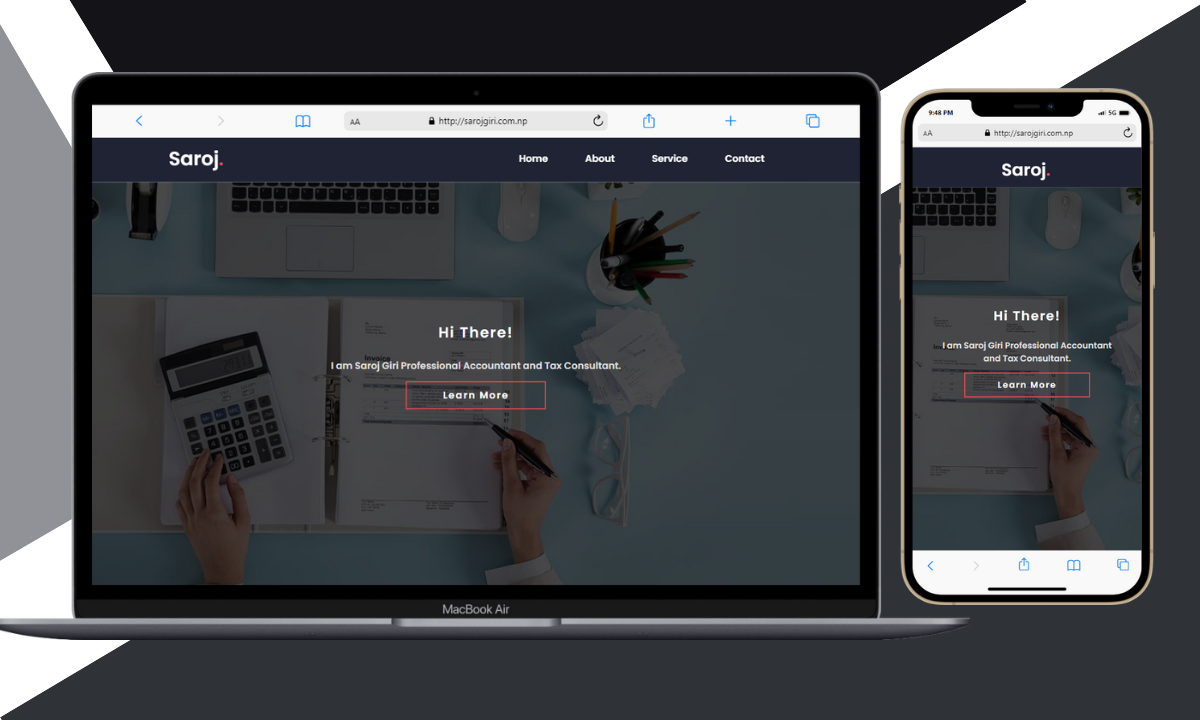 AA http://sarojgiri.com.np
Saroj.
Home About Service Contact
Invoice
Hi There!
I am Saroj Giri Professional Accountant and Tax Consultant.
Learn More
MacBook Air
9:48 PM 5G
AA http://sarojgiri.com.np
Saroj.
Hi There!
I am Saroj Giri Professional Accountant
and Tax Consultant.
Learn More